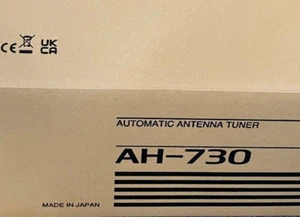 CE UK
CA
AUTOMATIC ANTENNA TUNER
AH-730
MADE IN JAPAN